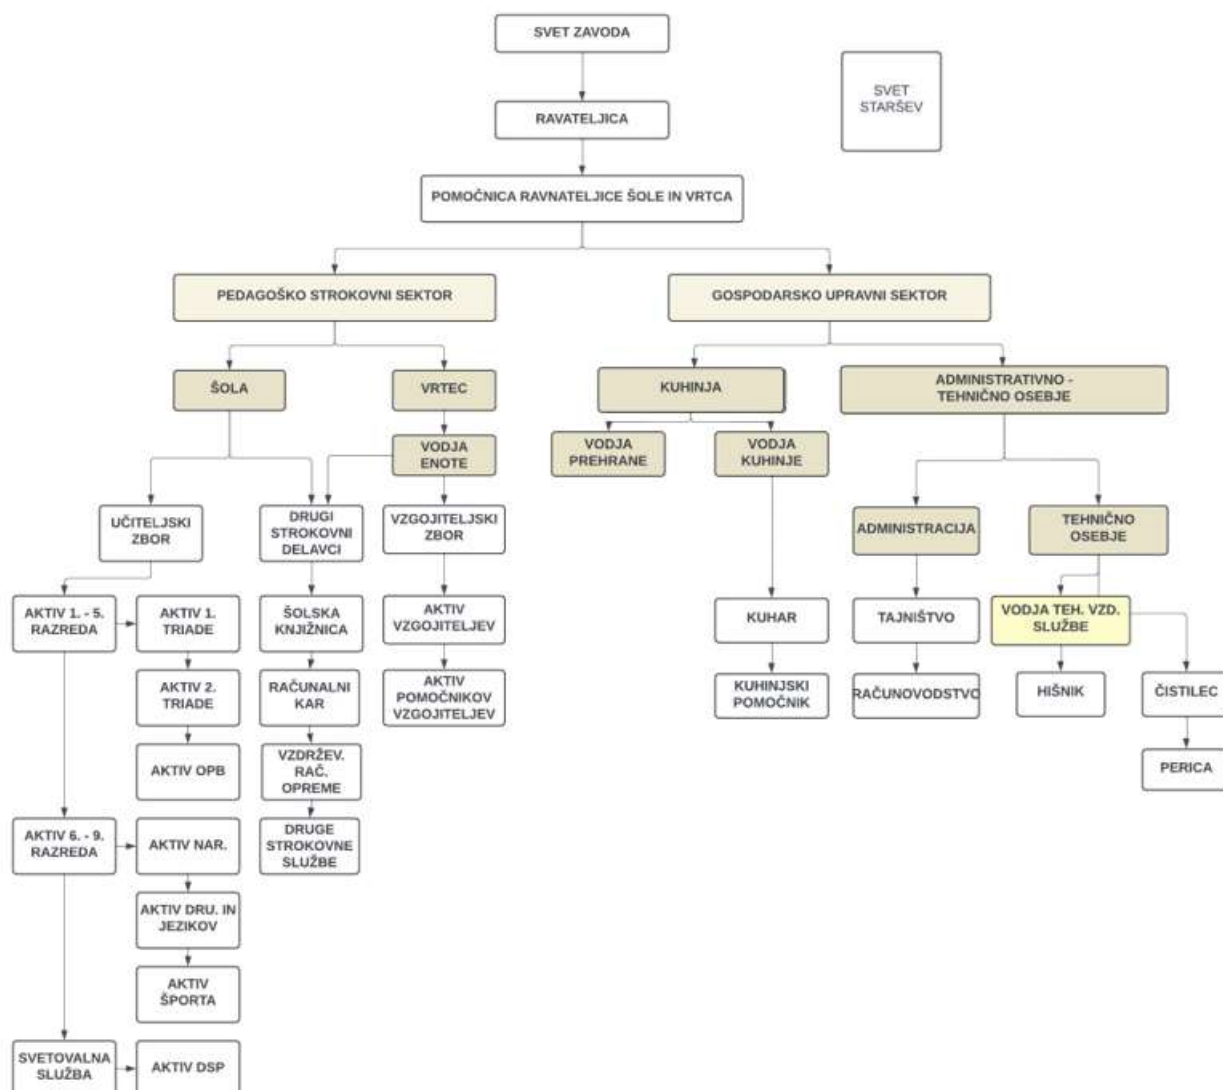 SVET ZAVODA
SVET
STARŠEV
RAVATELJICA
POMOČNICA RAVNATELJICE ŠOLE IN VRTCA
PEDAGOŠKO STROKOVNI SEKTOR
GOSPODARSKO UPRAVNI SEKTOR
ŠOLA
VRTEC
KUHINJA
ADMINISTRATIVNO -
TEHNIČNO OSEBJE
VODJA
ENOTE
VODJA
PREHRANE
VODJA
KUHINJE
UČITELJSKI
ZBOR
DRUGI
STROKOVNI
DELAVCI
VZGOJITELJSKI
ZBOR
ADMINISTRACIJA
TEHNIČNO
OSEBJE
AKTIV 1. - 5.
RAZREDA
AKTIV 1.
TRIADE
ŠOLSKA
KNJIŽNICA
AKTIV
VZGOJITELJEV
KUHAR
TAJNIŠTVO
VODJA TEH. VZD.
SLUŽBE
AKTIV 2.
TRIADE
RAČUNALNI
KAR
AKTIV
POMOČNIKOV
VZGOJITELJEV
KUHINJSKI
POMOČNIK
RAČUNOVODSTVO
HIŠNIK
ČISTILEC
AKTIV OPB
VZDRŽEV.
RAČ.
OPREME
PERICA
AKTIV 6. - 9.
RAZREDA
AKTIV NAR.
DRUGE
STROKOVNE
SLUŽBE
AKTIV DRU. IN
JEZIKOV
AKTIV
ŠPORTA
SVETOVALNA
SLUŽBA
AKTIV DSP